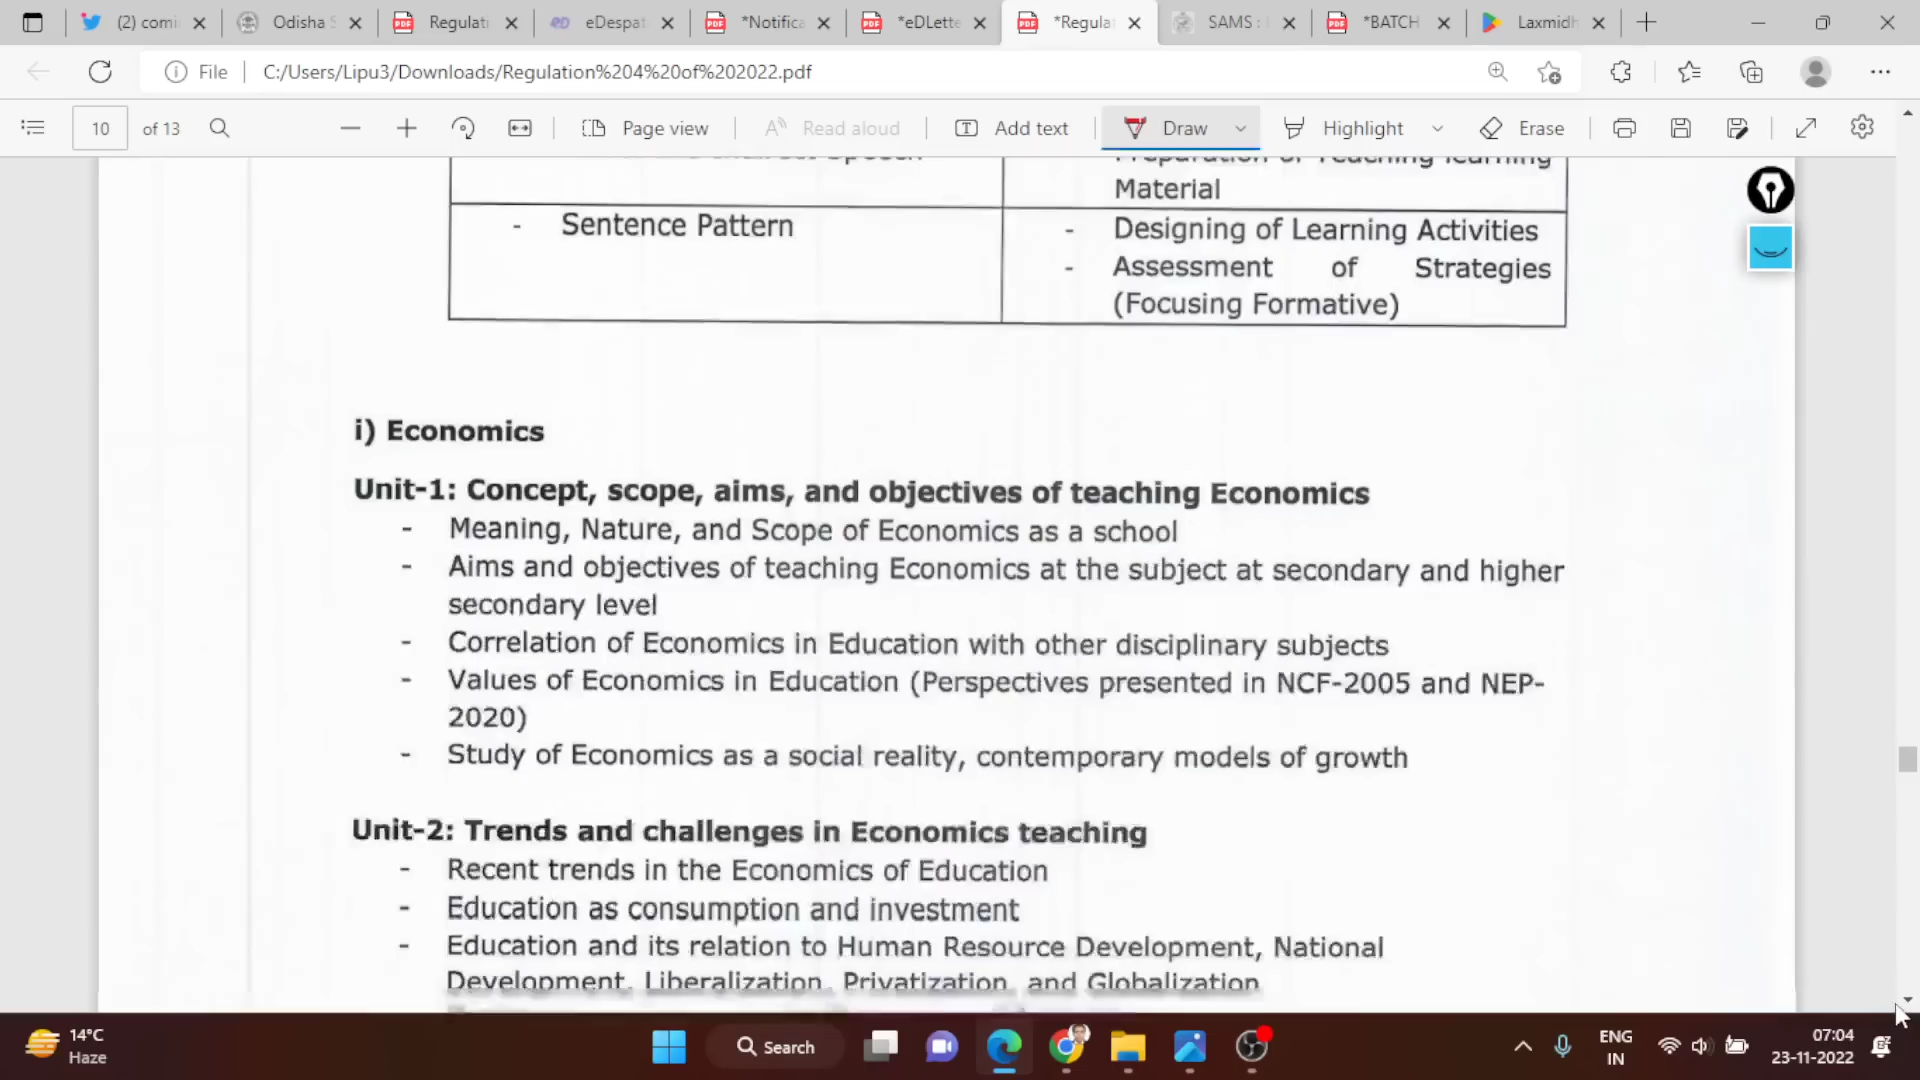 (2) comi
Odisha S
Regulati
eDespat
*Notifica
*eDLette
*Regulat
SAMS :
*BATCH
Laxmidh
File
C:/Users/Lipu3/Downloads/Regulation%204%20of%202022.pdf
10 of 13
Page view
Read aloud
Add text
Draw
Highlight
Erase
Speech
Preparation of Teaching learning
Material
- Sentence Pattern
- Designing of Learning Activities
- Assessment of Strategies
(Focusing Formative)
i) Economics
Unit-1: Concept, scope, aims, and objectives of teaching Economics
- Meaning, Nature, and Scope of Economics as a school
- Aims and objectives of teaching Economics at the subject at secondary and higher
secondary level
- Correlation of Economics in Education with other disciplinary subjects
- Values of Economics in Education (Perspectives presented in NCF-2005 and NEP-
2020)
- Study of Economics as a social reality, contemporary models of growth
Unit-2: Trends and challenges in Economics teaching
- Recent trends in the Economics of Education
- Education as consumption and investment
- Education and its relation to Human Resource Development, National
Development, Liberalization, Privatization, and Globalization
14°C
Haze
Search
ENG
IN
07:04
23-11-2022